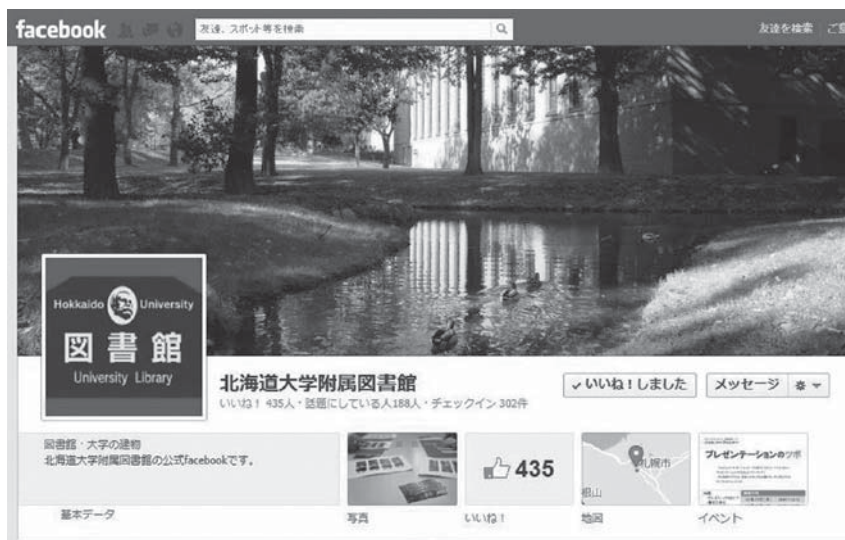 facebook
友達、スポット等を検索
友達を検索
Hokkaido University
図書館
University Library
北海道大学附属図書館
いいね！ 435人・話題にしている人188人・チェックイン 302件
✓いいね！しました
メッセージ
図書館・大学の建物
北海道大学附属図書館の公式facebookです。
基本データ
435
札幌市
プレゼンテーションのツボ
写真
いいね！
地図
イベント